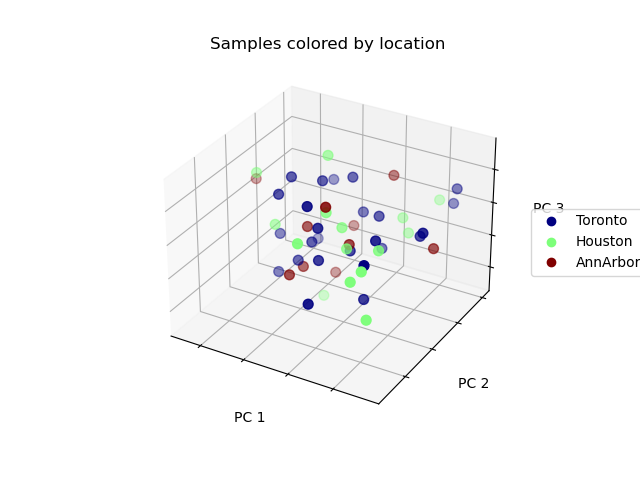 Samples colored by location
PC 3
Toronto
Houston
AnnArbor
PC 2
PC 1